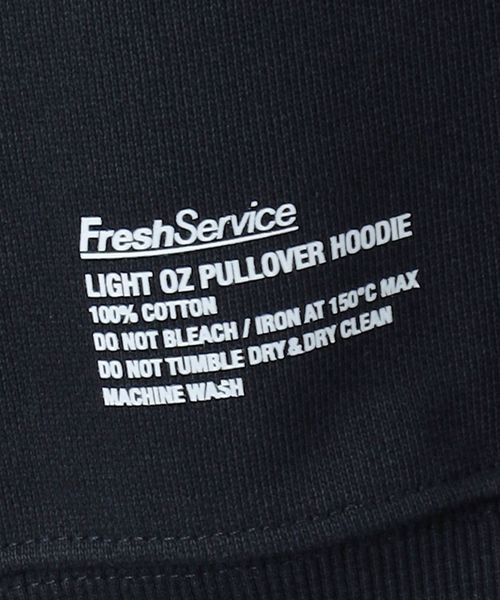 FreshService
LIGHT OZ PULLOVER HOODIE
100% COTTON
DO NOT BLEACH / IRON AT 150°C MAX
DO NOT TUMBLE DRY&DRY CLEAN
MACHINE WASH